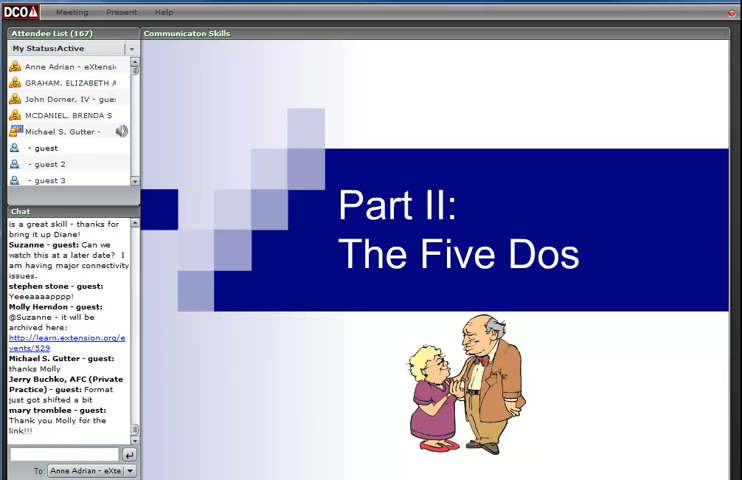 DCO
Meeting Present Help
Attendee List (167)
My Status:Active
Anne Adrian - eXtensi
GRAHAM, ELIZABETH A
John Dorner, IV - gue
MCDANIEL, BRENDA S
Michael S. Gutter -
- guest
- guest 2
- guest 3
Chat
is a great skill - thanks for
bring it up Diane!
Suzanne - guest: Can we
watch this at a later date? I
am having major connectivity
issues.
stephen stone - guest:
Yeeeaaaapppp!
Molly Herndon - guest:
@Suzanne - it will be
archived here:
http://learn.extension.org/e
vents/529
Michael S. Gutter - guest:
thanks Molly
Jerry Buchko, AFC (Private
Practice) - guest: Format
just got shifted a bit
mary tromblee - guest:
Thank you Molly for the
link!!!
To: Anne Adrian - eXte
Communicaton Skills
Part II:
The Five Dos